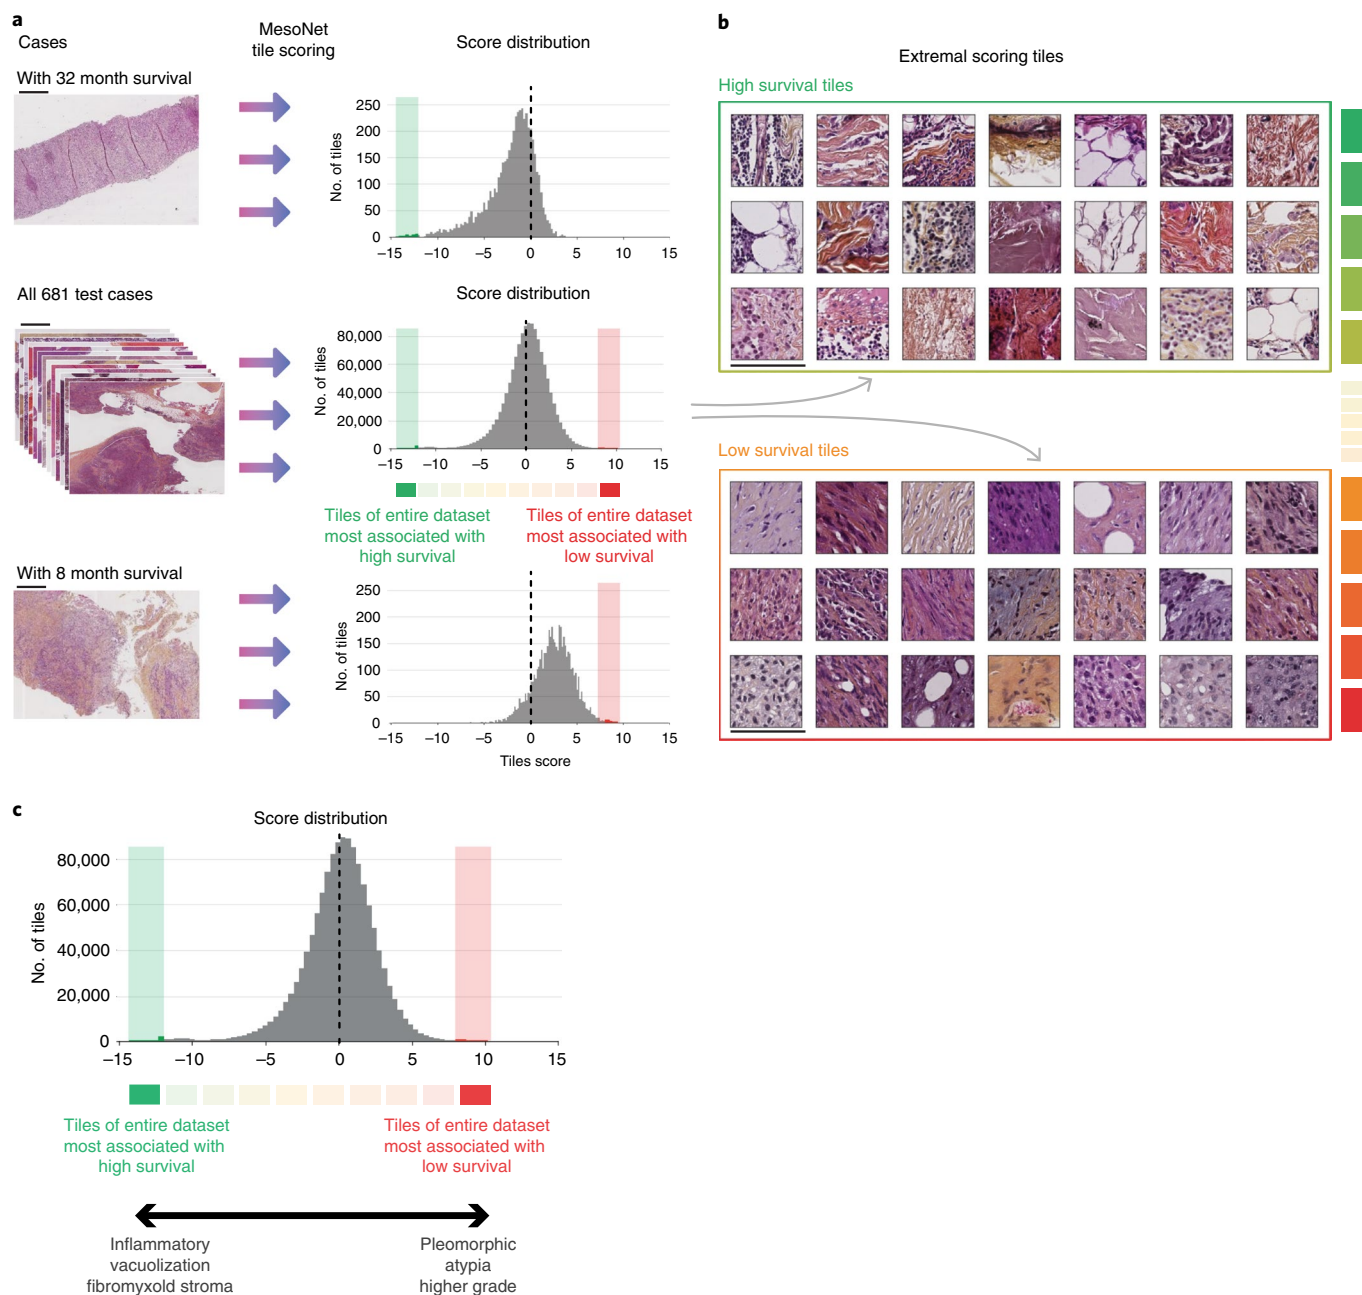 a
Cases
MesoNet
tile scoring
Score distribution
With 32 month survival
No. of tiles
250
200
150
100
50
0
–15
–10
–5
0
5
10
15
All 681 test cases
Score distribution
No. of tiles
80,000
60,000
40,000
20,000
0
–15
–10
–5
0
5
10
15
Tiles of entire dataset
most associated with
high survival
Tiles of entire dataset
most associated with
low survival
With 8 month survival
No. of tiles
250
200
150
100
50
0
–15
–10
–5
0
5
10
15
Tiles score
b
Extremal scoring tiles
High survival tiles
Low survival tiles
c
Score distribution
No. of tiles
80,000
60,000
40,000
20,000
0
–15
–10
–5
0
5
10
15
Tiles of entire dataset
most associated with
high survival
Tiles of entire dataset
most associated with
low survival
Inflammatory
vacuolization
fibromyxold stroma
Pleomorphic
atypia
higher grade